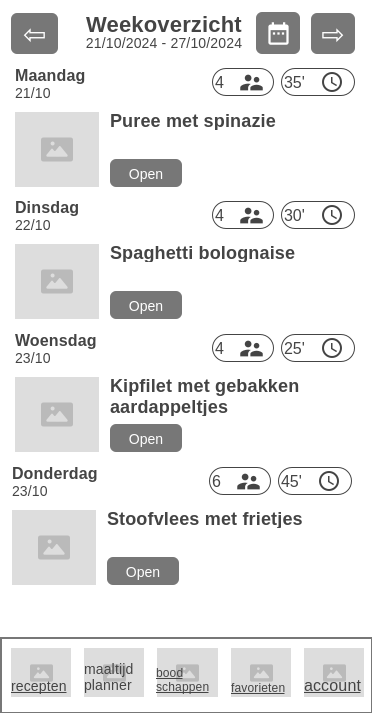 Weekoverzicht
21/10/2024 - 27/10/2024
Maandag
21/10
4
35'
Puree met spinazie
Open
Dinsdag
22/10
4
30'
Spaghetti bolognaise
Open
Woensdag
23/10
4
25'
Kipfilet met gebakken
aardappeltjes
Open
Donderdag
23/10
6
45'
Stoofvlees met frietjes
Open
recepten
maaltijd
planner
bood
schappen
favorieten
account